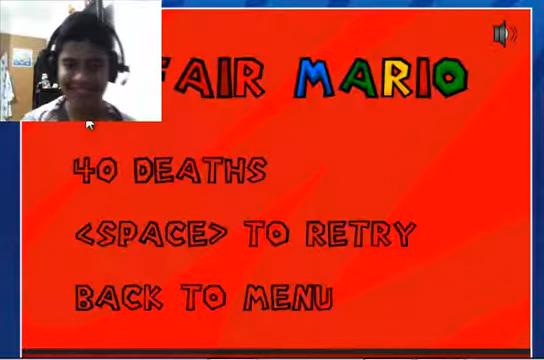 FAIR MARIO
40 DEATHS
<SPACE> TO RETRY
BACK TO MENU